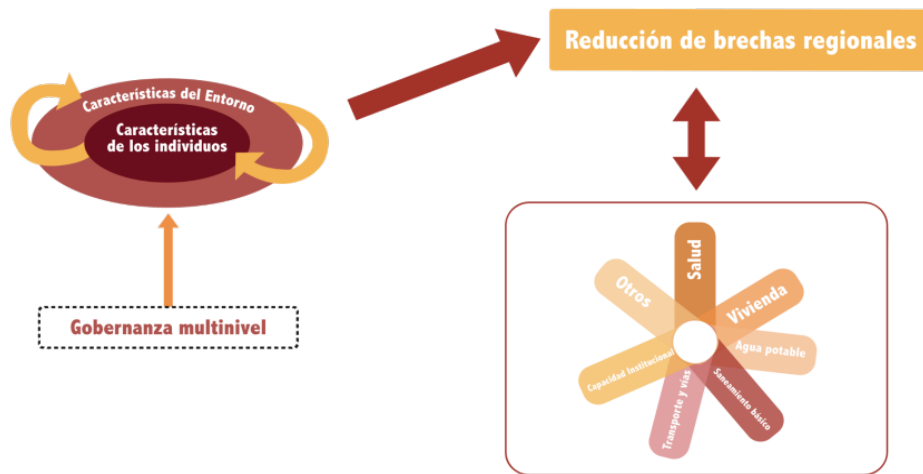 Reducción de brechas regionales
Características del Entorno
Características
de los individuos
Gobernanza multinivel
Salud
Vivienda
Agua potable
Saneamiento básico
Transporte y vías
Capacidad Institucional
Otros